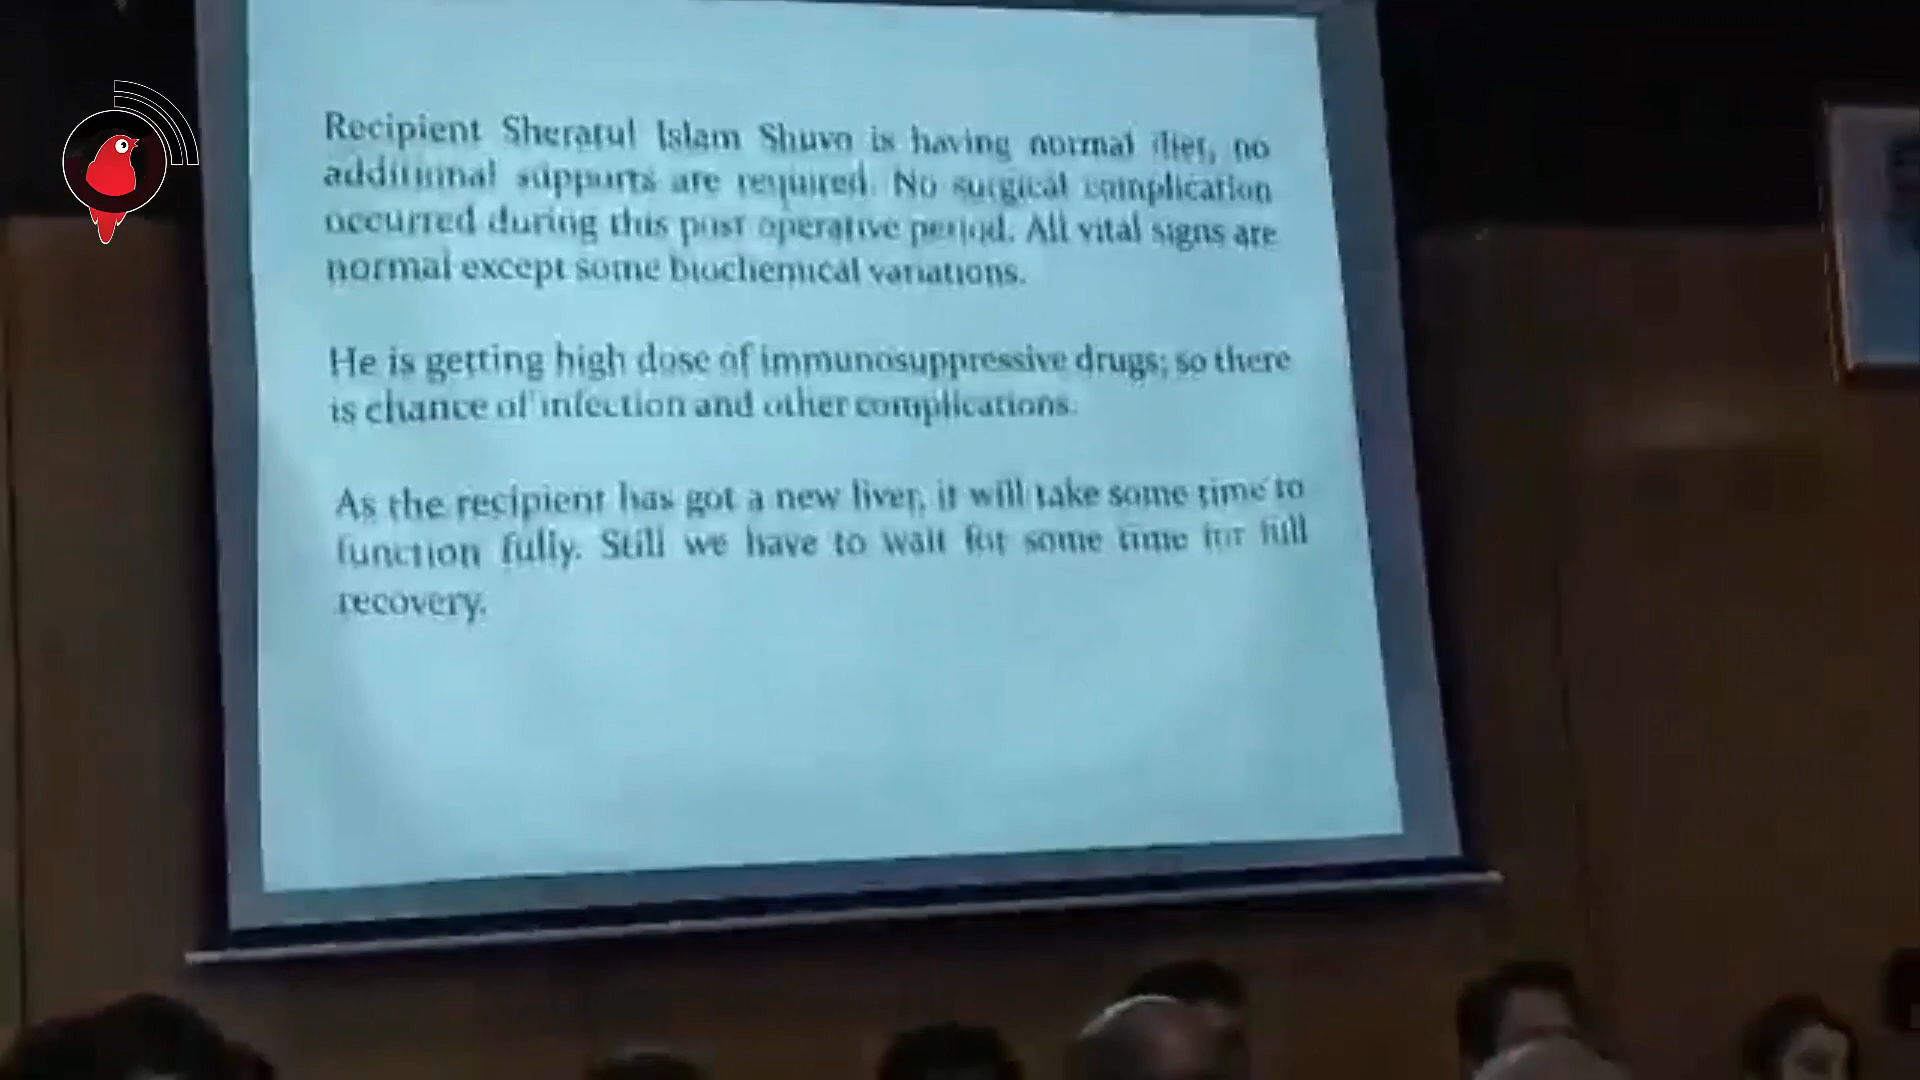 Recipient Sheratul Islam Shuvo is having normal diet, no
additional supports are required. No surgical complication
occurred during this post operative period. All vital signs are
normal except some biochemical variations.
He is getting high dose of immunosuppressive drugs; so there
is chance of infection and other complications.
As the recipient has got a new liver, it will take some time to
function fully. Still we have to wait for some time for full
recovery.